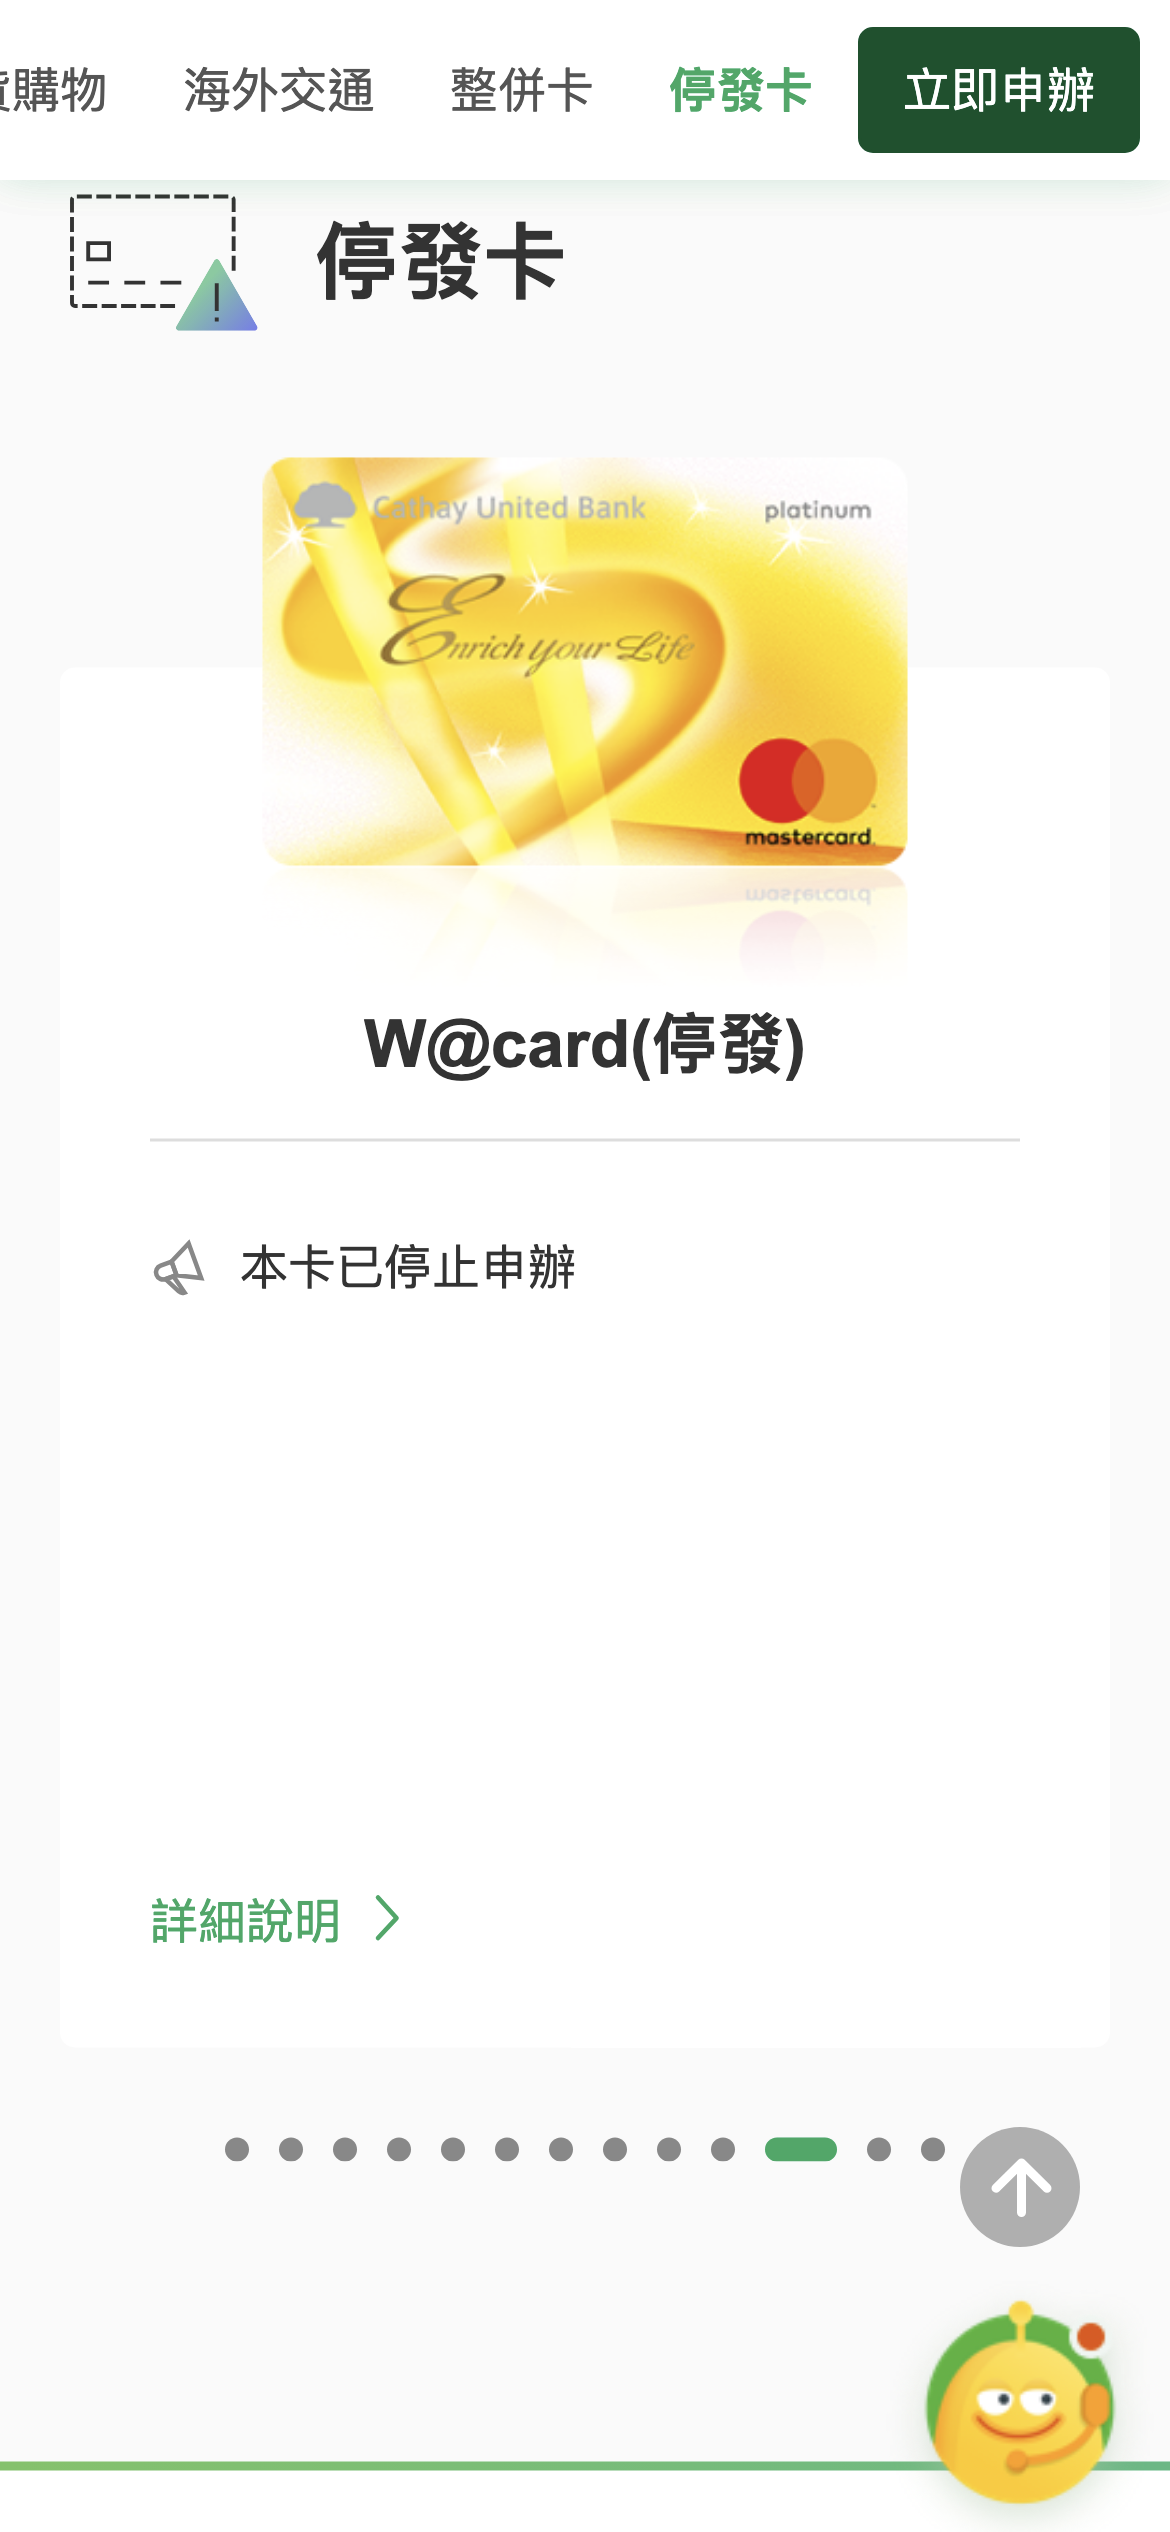 購物 海外交通 整併卡 停發卡 立即申辦
停發卡
Cathay United Bank platinum
Enrich your Life
mastercard.
W@card(停發)
本卡已停止申辦
詳細說明